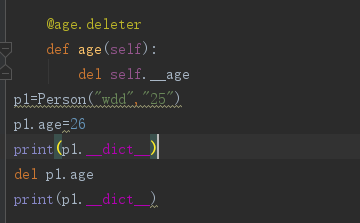 @age.deleter
def age(self):
del self.__age
p1=Person("wdd","25")
p1.age=26
print(p1.__dict__)
del p1.age
print(p1.__dict__)